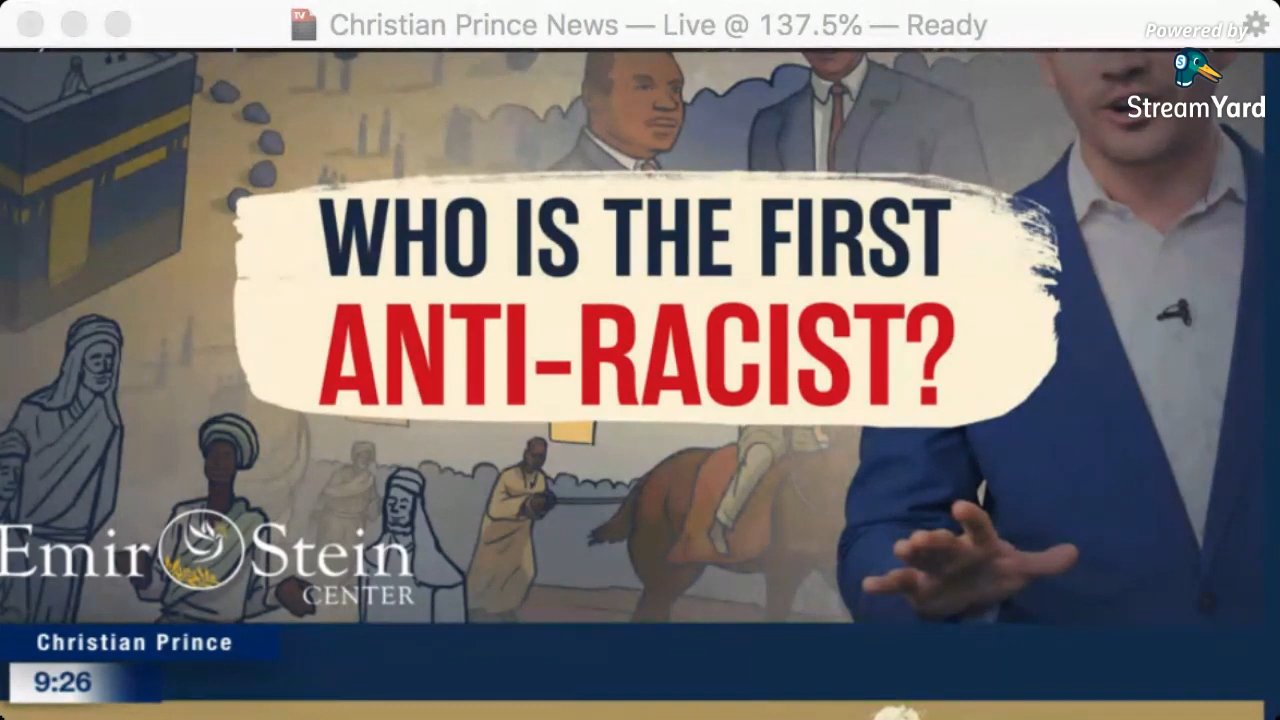 TV
Christian Prince News — Live @ 137.5% — Ready
Powered by
StreamYard
WHO IS THE FIRST
ANTI-RACIST?
Emir Stein
CENTER
Christian Prince
9:26